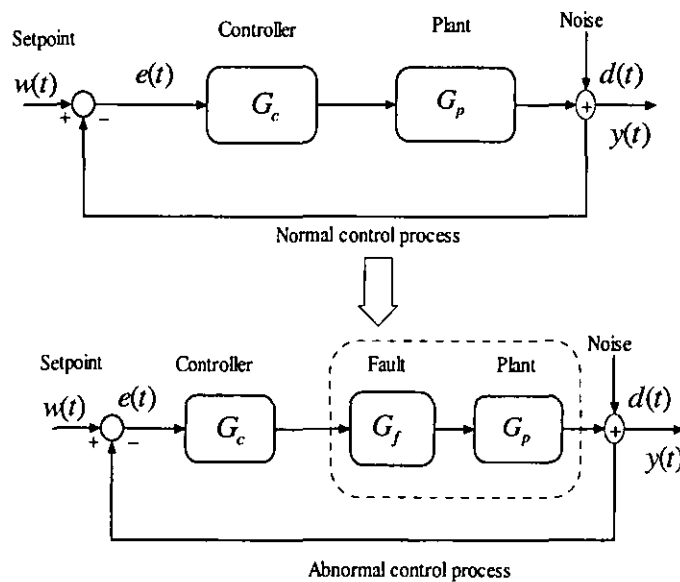 Setpoint Controller Plant Noise
w(t) e(t) d(t)
+ − G_c G_p +
y(t)
Normal control process
Setpoint Controller Fault Plant Noise
w(t) e(t) d(t)
+ − G_c G_f G_p +
y(t)
Abnormal control process